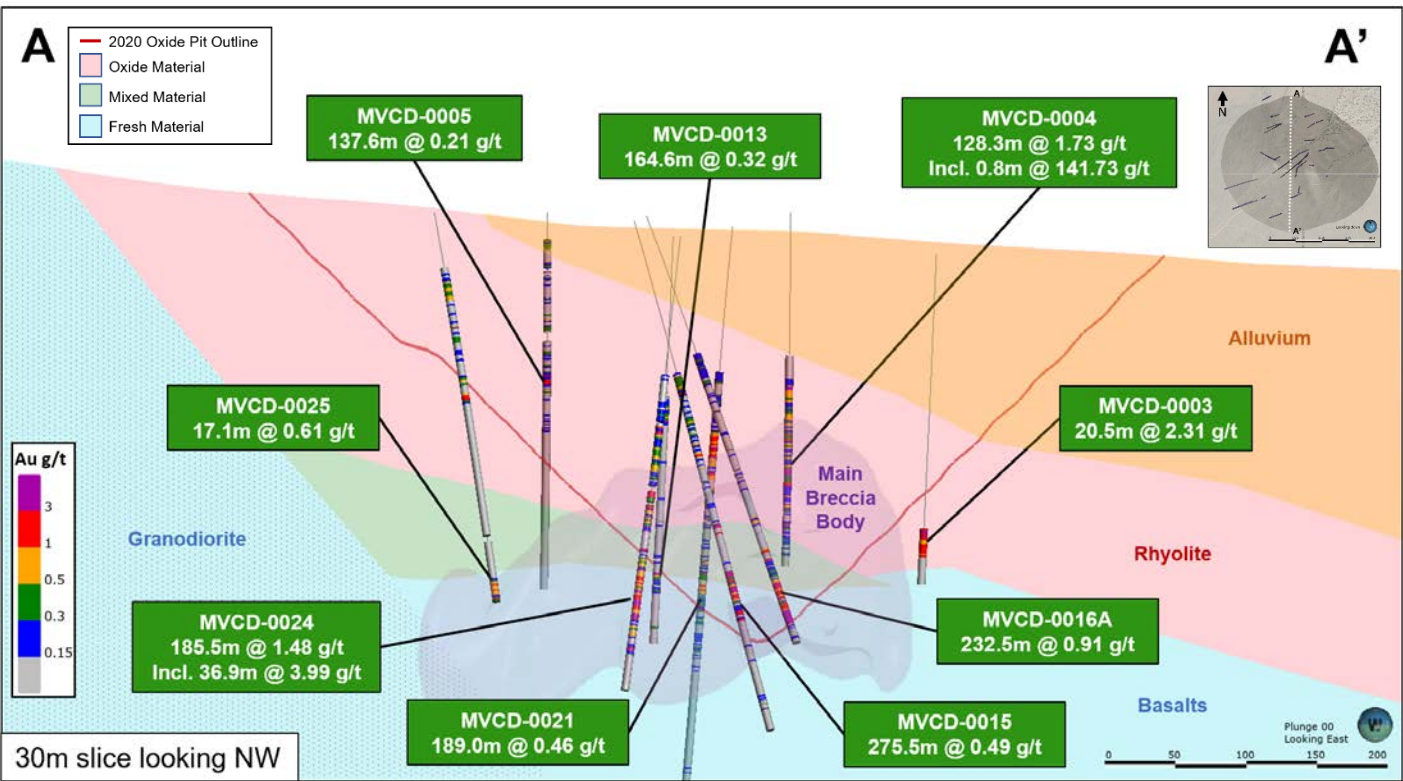 A
A’
2020 Oxide Pit Outline
Oxide Material
Mixed Material
Fresh Material
MVCD-0005
137.6m @ 0.21 g/t
MVCD-0013
164.6m @ 0.32 g/t
MVCD-0004
128.3m @ 1.73 g/t
Incl. 0.8m @ 141.73 g/t
N
A
A'
Alluvium
MVCD-0025
17.1m @ 0.61 g/t
MVCD-0003
20.5m @ 2.31 g/t
Au g/t
3
1
0.5
0.3
0.15
Main
Breccia
Body
Granodiorite
Rhyolite
MVCD-0024
185.5m @ 1.48 g/t
Incl. 36.9m @ 3.99 g/t
MVCD-0016A
232.5m @ 0.91 g/t
MVCD-0021
189.0m @ 0.46 g/t
MVCD-0015
275.5m @ 0.49 g/t
Basalts
Plunge 00
Looking East
0 50 100 150 200
30m slice looking NW